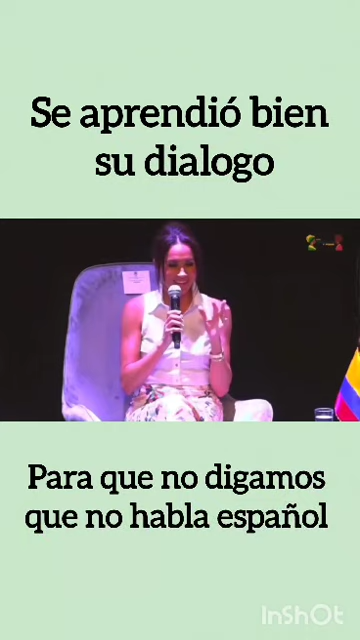 Se aprendió bien
su dialogo
Para que no digamos
que no habla español
InShOt